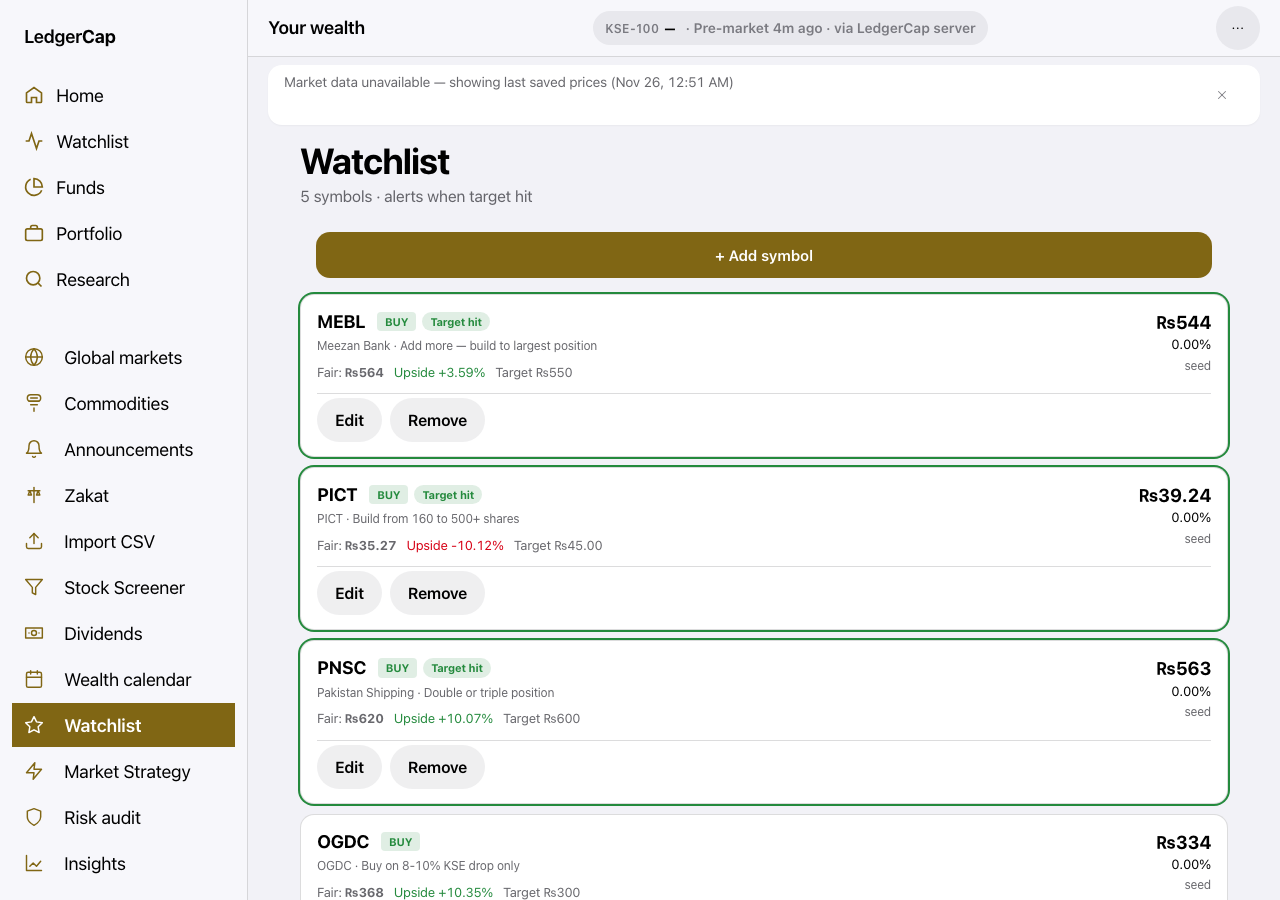 LedgerCap
Home
Watchlist
Funds
Portfolio
Research
Global markets
Commodities
Announcements
Zakat
Import CSV
Stock Screener
Dividends
Wealth calendar
Watchlist
Market Strategy
Risk audit
Insights
Your wealth
KSE-100 — · Pre-market 4m ago · via LedgerCap server
...
Market data unavailable — showing last saved prices (Nov 26, 12:51 AM)
×
Watchlist
5 symbols · alerts when target hit
+ Add symbol
MEBL BUY Target hit ₨544
Meezan Bank · Add more — build to largest position 0.00%
Fair: ₨564 Upside +3.59% Target ₨550 seed
Edit Remove
PICT BUY Target hit ₨39.24
PICT · Build from 160 to 500+ shares 0.00%
Fair: ₨35.27 Upside -10.12% Target ₨45.00 seed
Edit Remove
PNSC BUY Target hit ₨563
Pakistan Shipping · Double or triple position 0.00%
Fair: ₨620 Upside +10.07% Target ₨600 seed
Edit Remove
OGDC BUY ₨334
OGDC · Buy on 8-10% KSE drop only 0.00%
Fair: ₨368 Upside +10.35% Target ₨300 seed